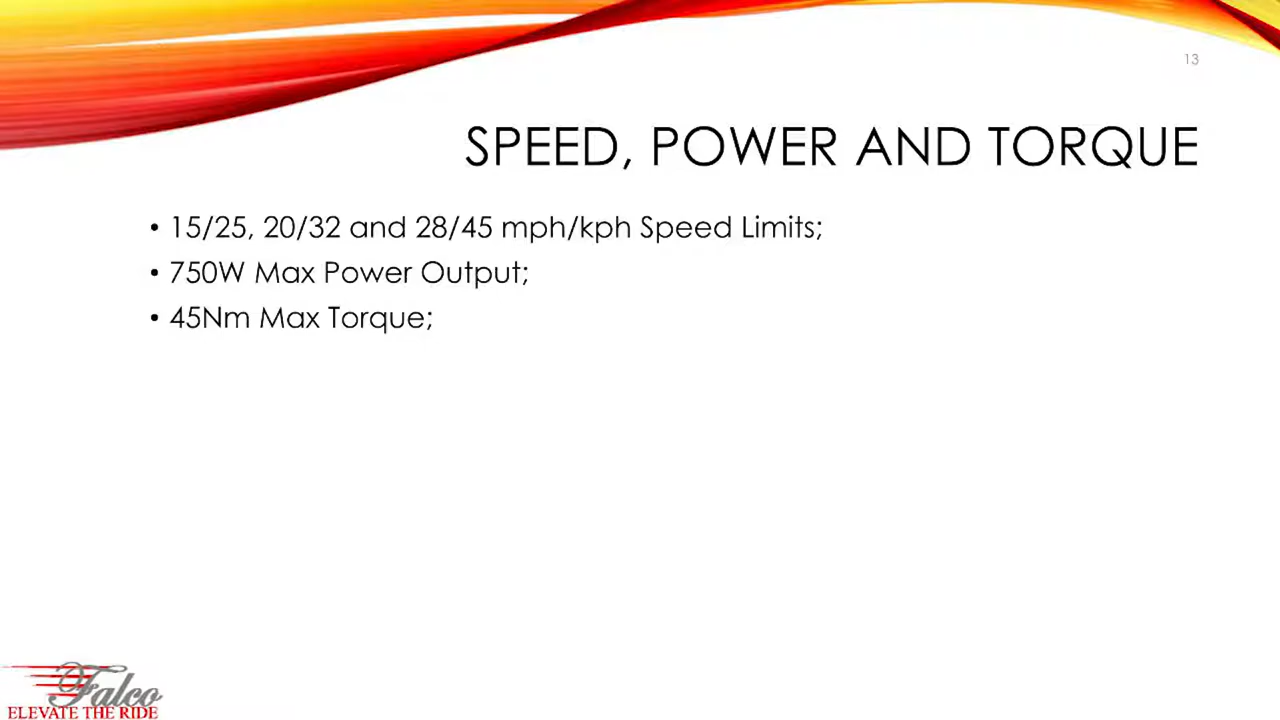 13
SPEED, POWER AND TORQUE
• 15/25, 20/32 and 28/45 mph/kph Speed Limits;
• 750W Max Power Output;
• 45Nm Max Torque;
Falco
ELEVATE THE RIDE